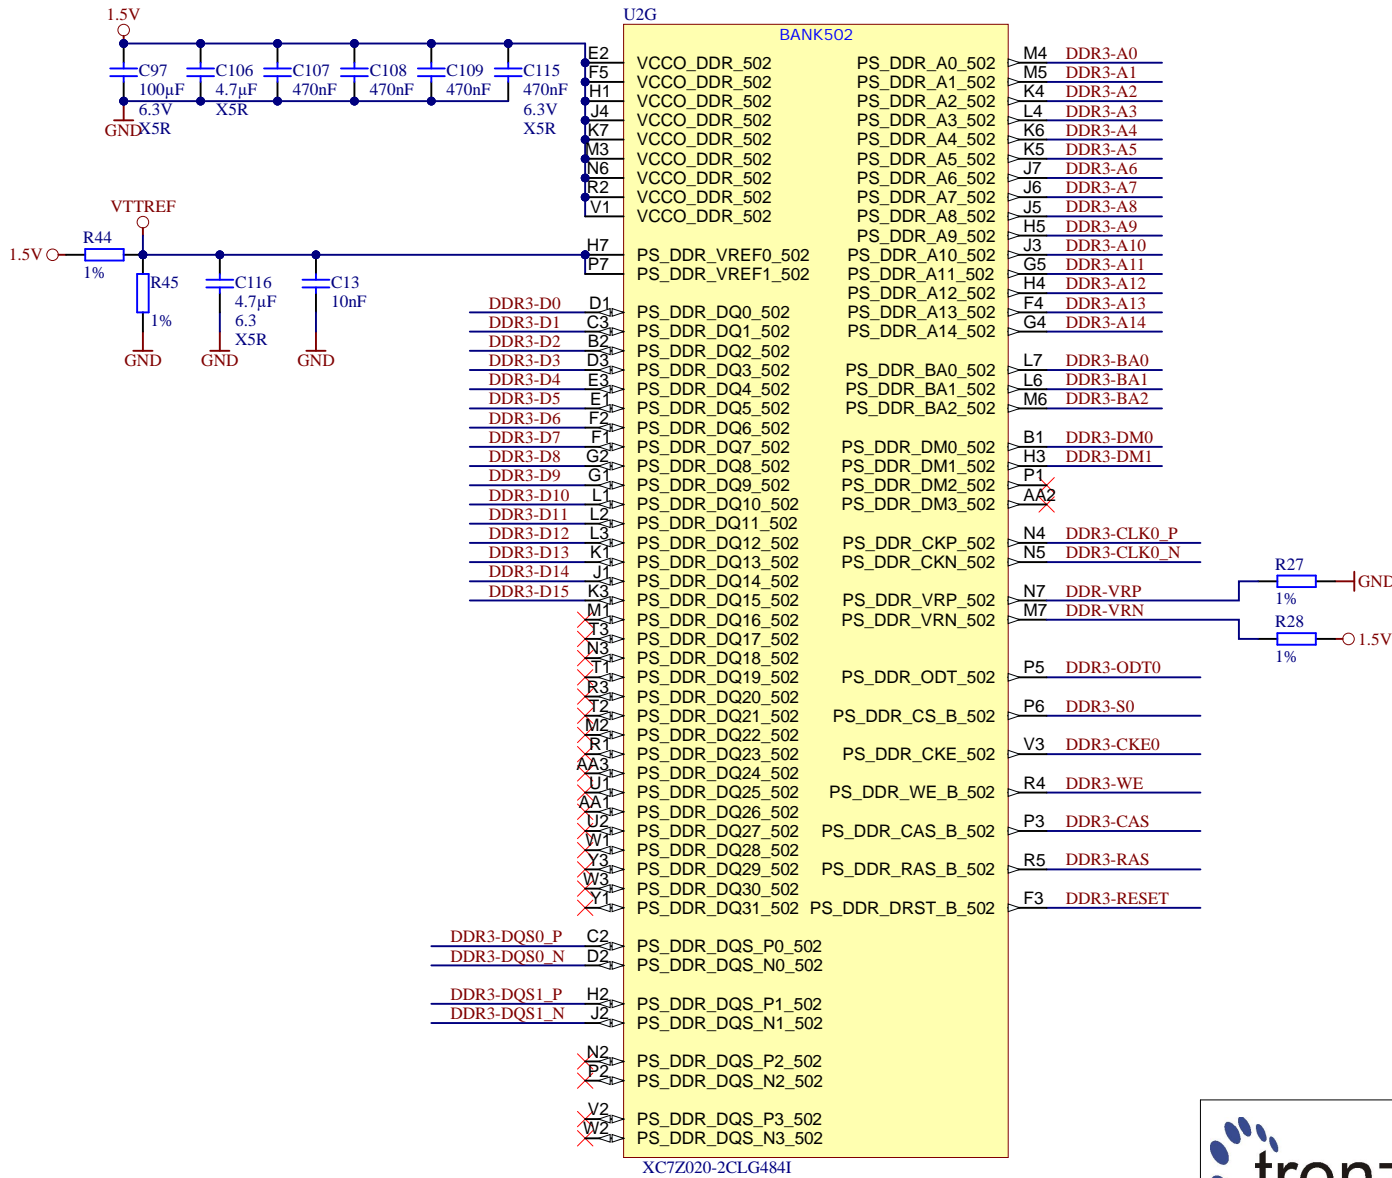 1.5V
C97
100µF
6.3V
X5R
C106
4.7µF
X5R
C107
470nF
C108
470nF
C109
470nF
C115
470nF
6.3V
X5R
GND
VTTREF
1.5V
R44
1%
R45
1%
C116
4.7µF
6.3
X5R
C13
10nF
GND
GND
GND
U2G
BANK502
E2 VCCO_DDR_502
F5 VCCO_DDR_502
H1 VCCO_DDR_502
J4 VCCO_DDR_502
K7 VCCO_DDR_502
M3 VCCO_DDR_502
N6 VCCO_DDR_502
R2 VCCO_DDR_502
V1 VCCO_DDR_502
H7 PS_DDR_VREF0_502
P7 PS_DDR_VREF1_502
DDR3-D0 D1 PS_DDR_DQ0_502
DDR3-D1 C3 PS_DDR_DQ1_502
DDR3-D2 B2 PS_DDR_DQ2_502
DDR3-D3 D3 PS_DDR_DQ3_502
DDR3-D4 E3 PS_DDR_DQ4_502
DDR3-D5 E1 PS_DDR_DQ5_502
DDR3-D6 F2 PS_DDR_DQ6_502
DDR3-D7 F1 PS_DDR_DQ7_502
DDR3-D8 G2 PS_DDR_DQ8_502
DDR3-D9 G1 PS_DDR_DQ9_502
DDR3-D10 L1 PS_DDR_DQ10_502
DDR3-D11 L2 PS_DDR_DQ11_502
DDR3-D12 L3 PS_DDR_DQ12_502
DDR3-D13 K1 PS_DDR_DQ13_502
DDR3-D14 J1 PS_DDR_DQ14_502
DDR3-D15 K3 PS_DDR_DQ15_502
M1 PS_DDR_DQ16_502
T3 PS_DDR_DQ17_502
N3 PS_DDR_DQ18_502
T1 PS_DDR_DQ19_502
R3 PS_DDR_DQ20_502
T2 PS_DDR_DQ21_502
M2 PS_DDR_DQ22_502
R1 PS_DDR_DQ23_502
AA3 PS_DDR_DQ24_502
U1 PS_DDR_DQ25_502
AA1 PS_DDR_DQ26_502
U2 PS_DDR_DQ27_502
W1 PS_DDR_DQ28_502
Y3 PS_DDR_DQ29_502
W3 PS_DDR_DQ30_502
Y1 PS_DDR_DQ31_502
DDR3-DQS0_P C2 PS_DDR_DQS_P0_502
DDR3-DQS0_N D2 PS_DDR_DQS_N0_502
DDR3-DQS1_P H2 PS_DDR_DQS_P1_502
DDR3-DQS1_N J2 PS_DDR_DQS_N1_502
N2 PS_DDR_DQS_P2_502
P2 PS_DDR_DQS_N2_502
V2 PS_DDR_DQS_P3_502
W2 PS_DDR_DQS_N3_502
PS_DDR_A0_502 M4 DDR3-A0
PS_DDR_A1_502 M5 DDR3-A1
PS_DDR_A2_502 K4 DDR3-A2
PS_DDR_A3_502 L4 DDR3-A3
PS_DDR_A4_502 K6 DDR3-A4
PS_DDR_A5_502 K5 DDR3-A5
PS_DDR_A6_502 J7 DDR3-A6
PS_DDR_A7_502 J6 DDR3-A7
PS_DDR_A8_502 J5 DDR3-A8
PS_DDR_A9_502 H5 DDR3-A9
PS_DDR_A10_502 J3 DDR3-A10
PS_DDR_A11_502 G5 DDR3-A11
PS_DDR_A12_502 H4 DDR3-A12
PS_DDR_A13_502 F4 DDR3-A13
PS_DDR_A14_502 G4 DDR3-A14
PS_DDR_BA0_502 L7 DDR3-BA0
PS_DDR_BA1_502 L6 DDR3-BA1
PS_DDR_BA2_502 M6 DDR3-BA2
PS_DDR_DM0_502 B1 DDR3-DM0
PS_DDR_DM1_502 H3 DDR3-DM1
PS_DDR_DM2_502 P1
PS_DDR_DM3_502 AA2
PS_DDR_CKP_502 N4 DDR3-CLK0_P
PS_DDR_CKN_502 N5 DDR3-CLK0_N
PS_DDR_VRP_502 N7 DDR-VRP
PS_DDR_VRN_502 M7 DDR-VRN
R27
1%
GND
R28
1%
1.5V
PS_DDR_ODT_502 P5 DDR3-ODT0
PS_DDR_CS_B_502 P6 DDR3-S0
PS_DDR_CKE_502 V3 DDR3-CKE0
PS_DDR_WE_B_502 R4 DDR3-WE
PS_DDR_CAS_B_502 P3 DDR3-CAS
PS_DDR_RAS_B_502 R5 DDR3-RAS
PS_DDR_DRST_B_502 F3 DDR3-RESET
XC7Z020-2CLG484I